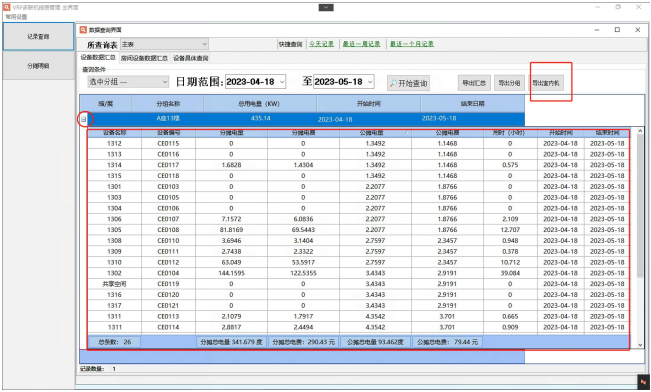 VRF多联机计费管理 主界面
常用设置
记录查询
分摊明细
数据查询界面
所查询表 主表 快捷查询 今天记录 最近一周记录 最近一个月记录
设备数据汇总 房间设备数据汇总 设备具体查询
查询条件
选中分组 --- 日期范围: 2023-04-18 至 2023-05-18 开始查询 导出汇总 导出分组 导出室内机
缩/展 分组名称 总用电量 (KW) 开始时间 结束日期
A座13楼 435.14 2023-04-18 2023-05-18
设备名称 设备编号 分摊电量 分摊电费 公摊电量 公摊电费 用时 (小时) 开始时间 结束时间
1312 CE0115 0 0 1.3492 1.1468 0 2023-04-18 2023-05-18
1313 CE0116 0 0 1.3492 1.1468 0 2023-04-18 2023-05-18
1314 CE0117 1.6828 1.4304 1.3492 1.1468 0.575 2023-04-18 2023-05-18
1315 CE0118 0 0 1.3492 1.1468 0 2023-04-18 2023-05-18
1301 CE0103 0 0 2.2077 1.8766 0 2023-04-18 2023-05-18
1303 CE0105 0 0 2.2077 1.8766 0 2023-04-18 2023-05-18
1304 CE0106 0 0 2.2077 1.8766 0 2023-04-18 2023-05-18
1306 CE0107 7.1572 6.0836 2.2077 1.8766 2.109 2023-04-18 2023-05-18
1305 CE0108 81.8169 69.5443 2.2077 1.8766 12.707 2023-04-18 2023-05-18
1308 CE0110 3.6946 3.1404 2.7597 2.3457 0.948 2023-04-18 2023-05-18
1309 CE0111 2.7438 2.3322 2.7597 2.3457 0.378 2023-04-18 2023-05-18
1310 CE0112 63.049 53.5917 2.7597 2.3457 10.712 2023-04-18 2023-05-18
1302 CE0104 144.1595 122.5355 3.4343 2.9191 39.084 2023-04-18 2023-05-18
共享空间 CE0119 0 0 3.4343 2.9191 0 2023-04-18 2023-05-18
1316 CE0120 0 0 3.4343 2.9191 0 2023-04-18 2023-05-18
1317 CE0121 0 0 3.4343 2.9191 0 2023-04-18 2023-05-18
1311 CE0113 2.1079 1.7917 4.3542 3.701 0.665 2023-04-18 2023-05-18
1311 CE0114 2.8817 2.4494 4.3542 3.701 0.909 2023-04-18 2023-05-18
总条数: 26 分摊总电量 341.679 度 分摊总电费: 290.43 元 公摊总电量 93.462度 公摊总电费: 79.44 元
记录数量: 1